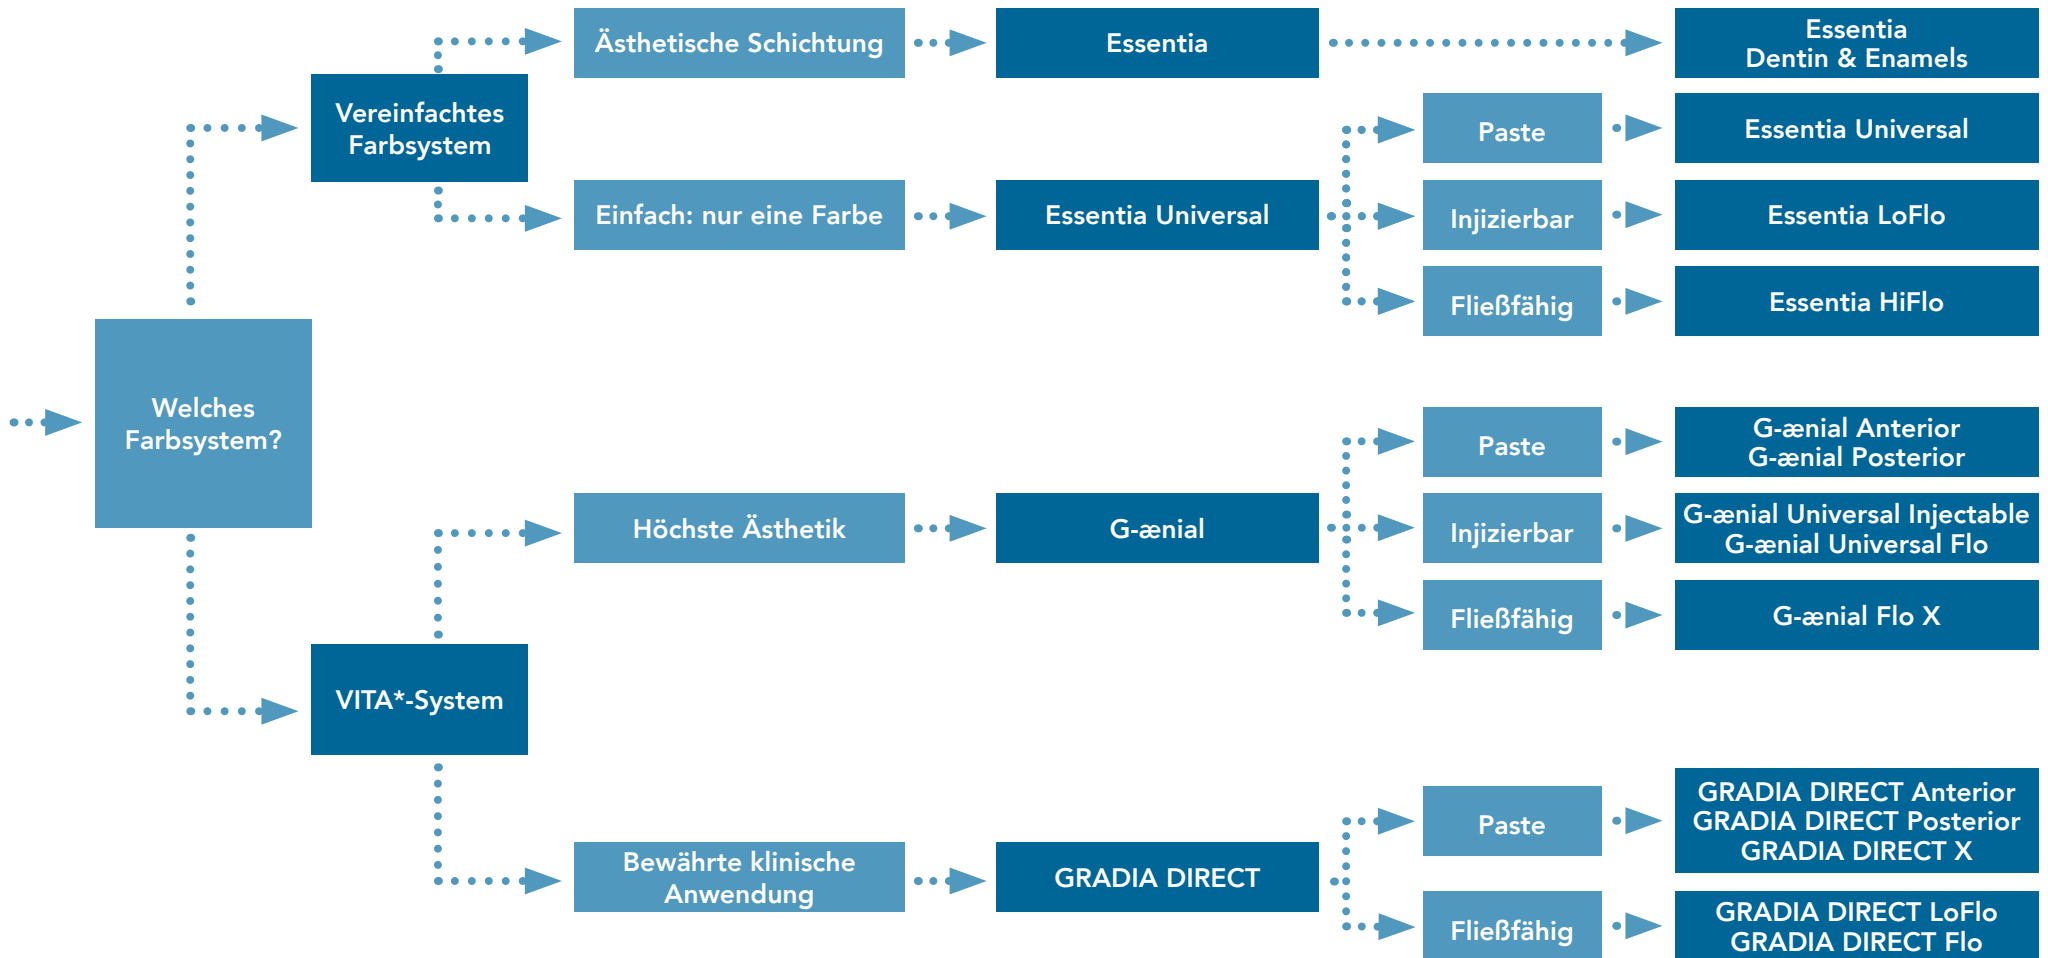 Ästhetische Schichtung
Essentia
Essentia
Dentin & Enamels
Vereinfachtes
Farbsystem
Paste
Essentia Universal
Einfach: nur eine Farbe
Essentia Universal
Injizierbar
Essentia LoFlo
Fließfähig
Essentia HiFlo
Welches
Farbsystem?
Paste
G-ænial Anterior
G-ænial Posterior
Höchste Ästhetik
G-ænial
Injizierbar
G-ænial Universal Injectable
G-ænial Universal Flo
Fließfähig
G-ænial Flo X
VITA*-System
Paste
GRADIA DIRECT Anterior
GRADIA DIRECT Posterior
GRADIA DIRECT X
Bewährte klinische
Anwendung
GRADIA DIRECT
Fließfähig
GRADIA DIRECT LoFlo
GRADIA DIRECT Flo